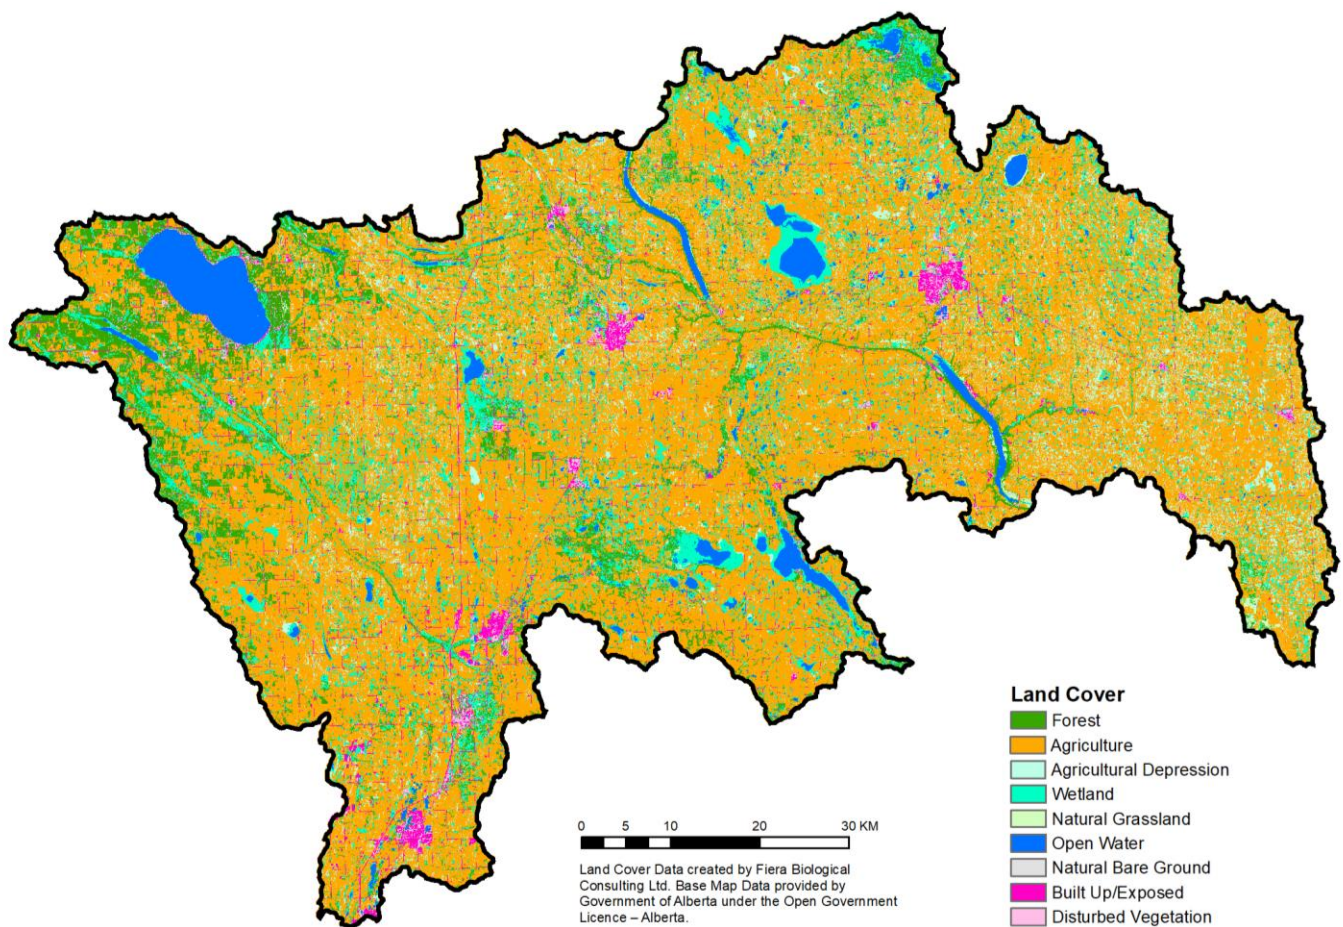 Land Cover
Forest
Agriculture
Agricultural Depression
Wetland
Natural Grassland
Open Water
Natural Bare Ground
Built Up/Exposed
Disturbed Vegetation
0 5 10 20 30 KM
Land Cover Data created by Fiera Biological
Consulting Ltd. Base Map Data provided by
Government of Alberta under the Open Government
Licence – Alberta.